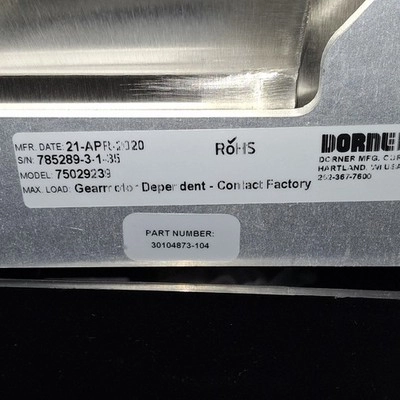 MFR. DATE: 21-APR-2020
S/N: 785289-3-1-35
MODEL: 75029239
MAX. LOAD: Gearmotor Dependent - Contact Factory
RoHS
DORNER
DORNER MFG. COR
HARTLAND, WI USA
262-367-7600
PART NUMBER:
30104873-104